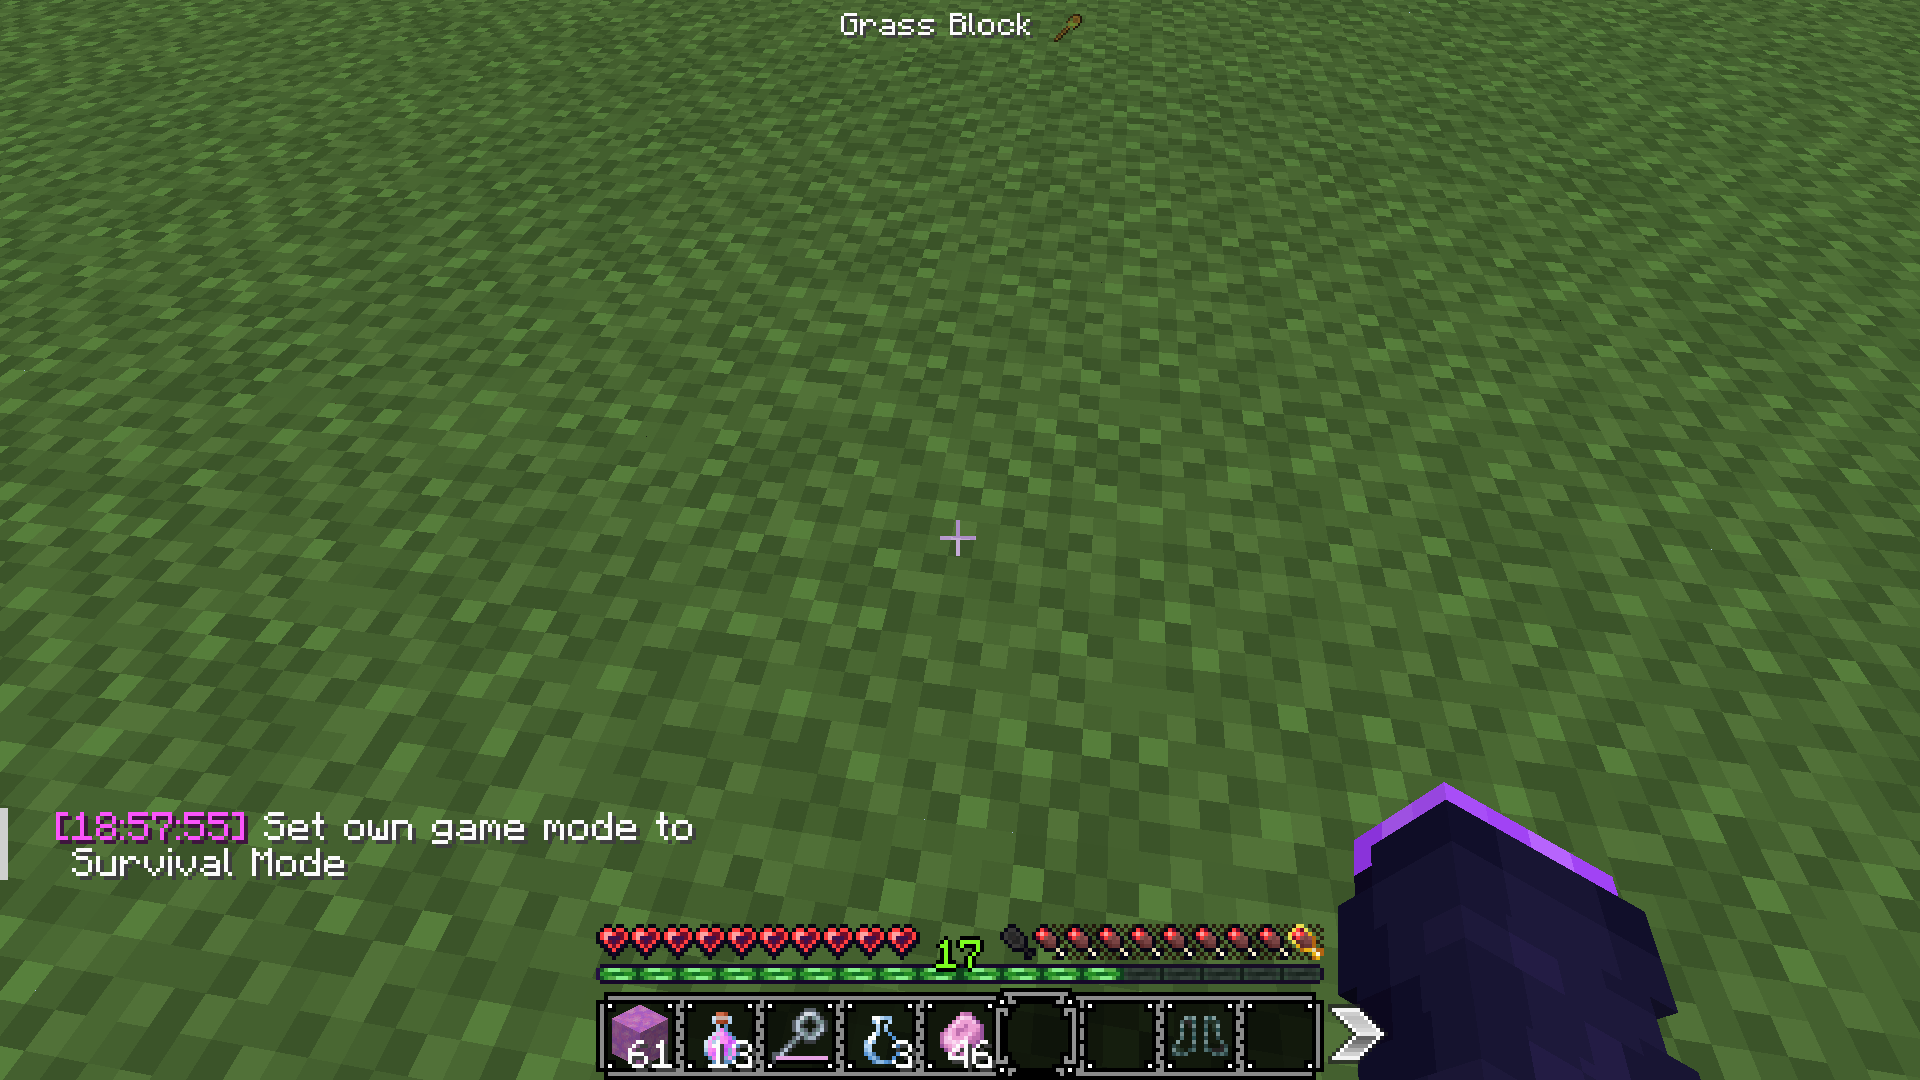 Grass Block
[18:57:55] Set own game mode to
Survival Mode
17
61 13 3 46